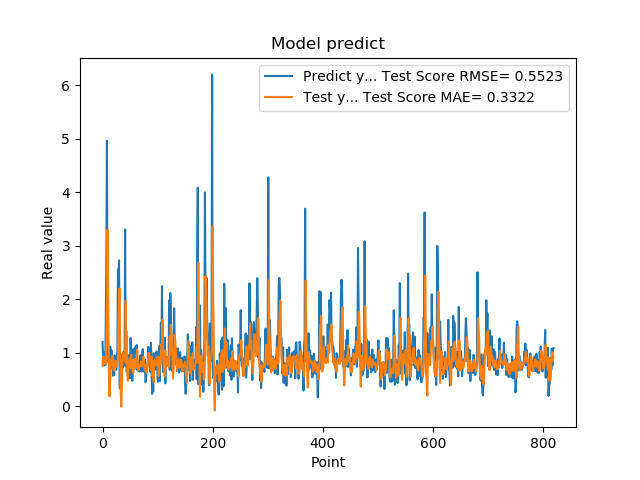 Model predict
Predict y... Test Score RMSE= 0.5523
Test y... Test Score MAE= 0.3322
Real value
6
5
4
3
2
1
0
0 200 400 600 800
Point